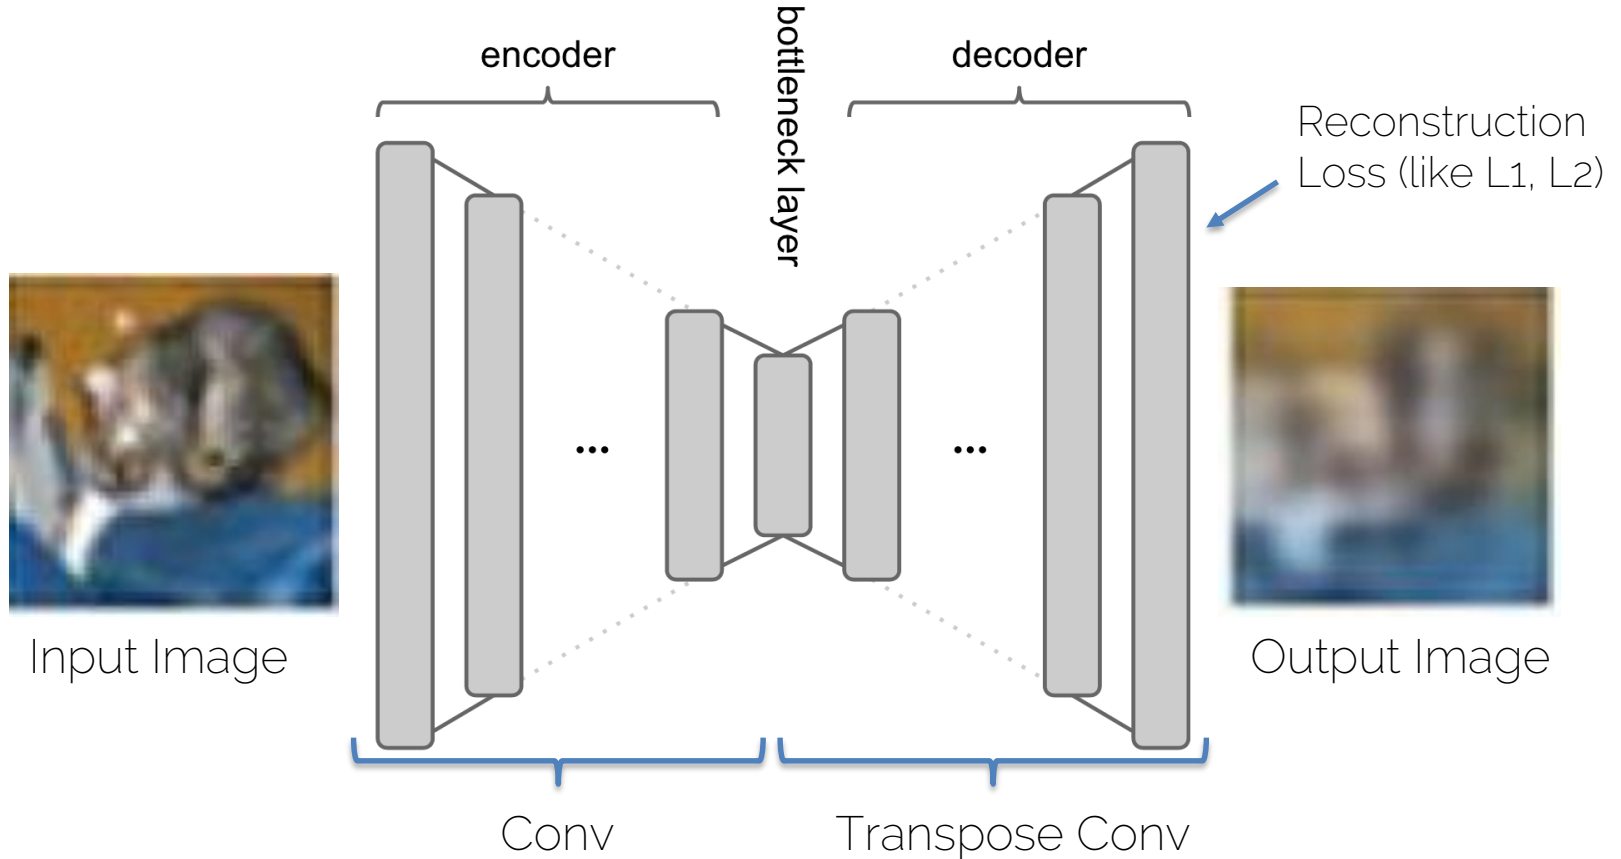 encoder
bottleneck layer
decoder
Reconstruction
Loss (like L1, L2)
...
...
Input Image
Output Image
Conv
Transpose Conv